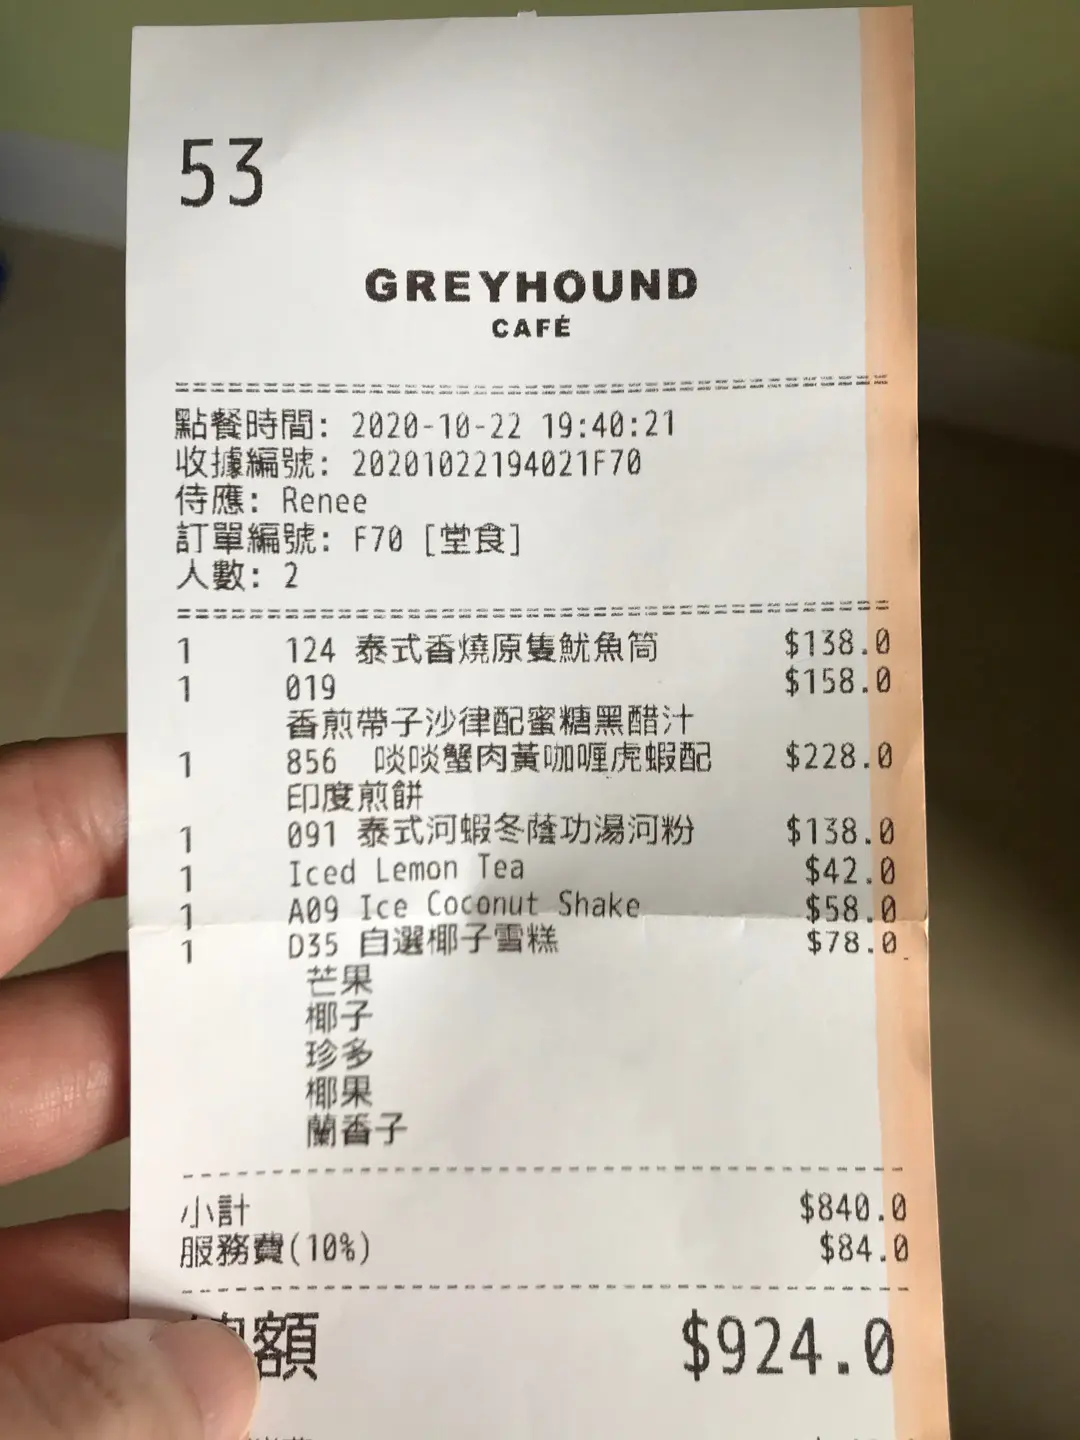 53
GREYHOUND
CAFÉ
點餐時間: 2020-10-22 19:40:21
收據編號: 20201022194021F70
侍應: Renee
訂單編號: F70 [堂食]
人數: 2
1 124 泰式香燒原隻魷魚筒 $138.0
1 019 $158.0
香煎帶子沙律配蜜糖黑醋汁
1 856 啖啖蟹肉黃咖喱虎蝦配 $228.0
印度煎餅
1 091 泰式河蝦冬蔭功湯河粉 $138.0
1 Iced Lemon Tea $42.0
1 A09 Ice Coconut Shake $58.0
1 D35 自選椰子雪糕 $78.0
芒果
椰子
珍多
椰果
蘭香子
小計 $840.0
服務費(10%) $84.0
額 $924.0